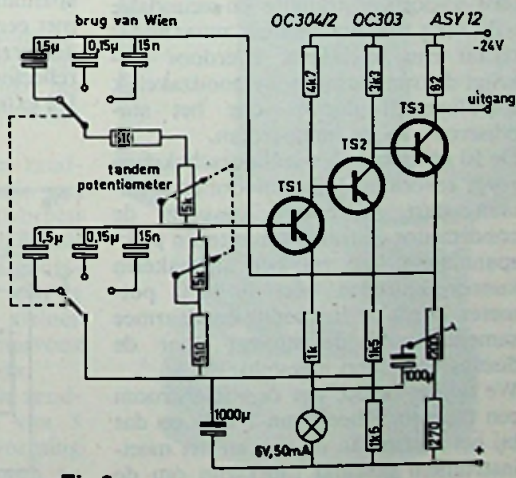 brug van Wien
OC304/2 OC303 ASY 12
1,5µ 0,15µ 15n
4k7
3k3
82
-24V
uitgang
TS3
TS2
TS1
510
tandem
potentiometer
5k
1,5µ 0,15µ 15n
5k
510
1k
1k5
200
1000µ
1000µ
6V,50mA
1k6
270
+